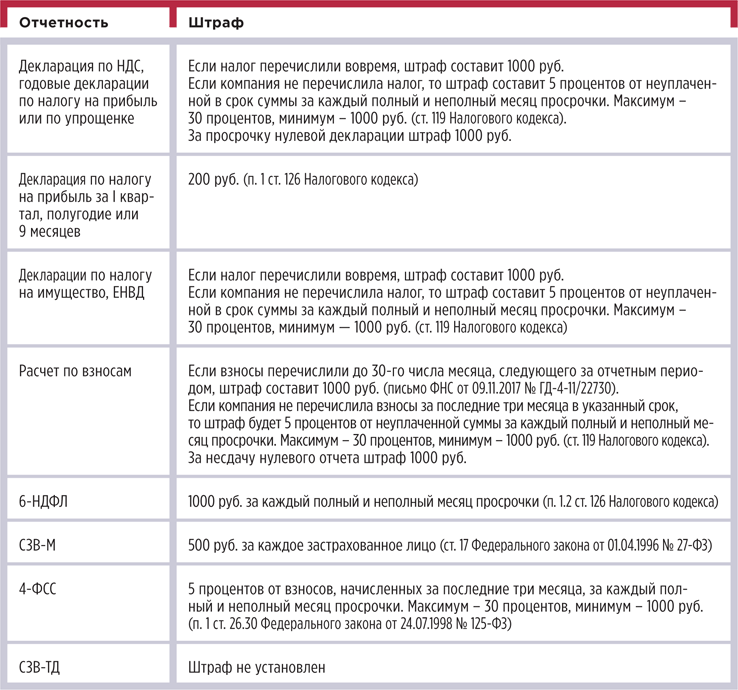 Отчетность
Штраф
Декларация по НДС,
годовые декларации
по налогу на прибыль
или по упрощенке
Если налог перечислили вовремя, штраф составит 1000 руб.
Если компания не перечислила налог, то штраф составит 5 процентов от неуплачен-
ной в срок суммы за каждый полный и неполный месяц просрочки. Максимум –
30 процентов, минимум – 1000 руб. (ст. 119 Налогового кодекса).
За просрочку нулевой декларации штраф 1000 руб.
Декларация по налогу
на прибыль за I квар-
тал, полугодие или
9 месяцев
200 руб. (п. 1 ст. 126 Налогового кодекса)
Декларации по налогу
на имущество, ЕНВД
Если налог перечислили вовремя, штраф составит 1000 руб.
Если компания не перечислила налог, то штраф составит 5 процентов от неуплачен-
ной в срок суммы за каждый полный и неполный месяц просрочки. Максимум –
30 процентов, минимум — 1000 руб. (ст. 119 Налогового кодекса)
Расчет по взносам
Если взносы перечислили до 30-го числа месяца, следующего за отчетным перио-
дом, штраф составит 1000 руб. (письмо ФНС от 09.11.2017 № ГД-4-11/22730).
Если компания не перечислила взносы за последние три месяца в указанный срок,
то штраф будет 5 процентов от неуплаченной суммы за каждый полный и неполный ме-
сяц просрочки. Максимум – 30 процентов, минимум – 1000 руб. (ст. 119 Налогового кодекса).
За несдачу нулевого отчета штраф 1000 руб.
6-НДФЛ
1000 руб. за каждый полный и неполный месяц просрочки (п. 1.2 ст. 126 Налогового кодекса)
СЗВ-М
500 руб. за каждое застрахованное лицо (ст. 17 Федерального закона от 01.04.1996 № 27-ФЗ)
4-ФСС
5 процентов от взносов, начисленных за последние три месяца, за каждый пол-
ный и неполный месяц просрочки. Максимум – 30 процентов, минимум – 1000 руб.
(п. 1 ст. 26.30 Федерального закона от 24.07.1998 № 125-ФЗ)
СЗВ-ТД
Штраф не установлен